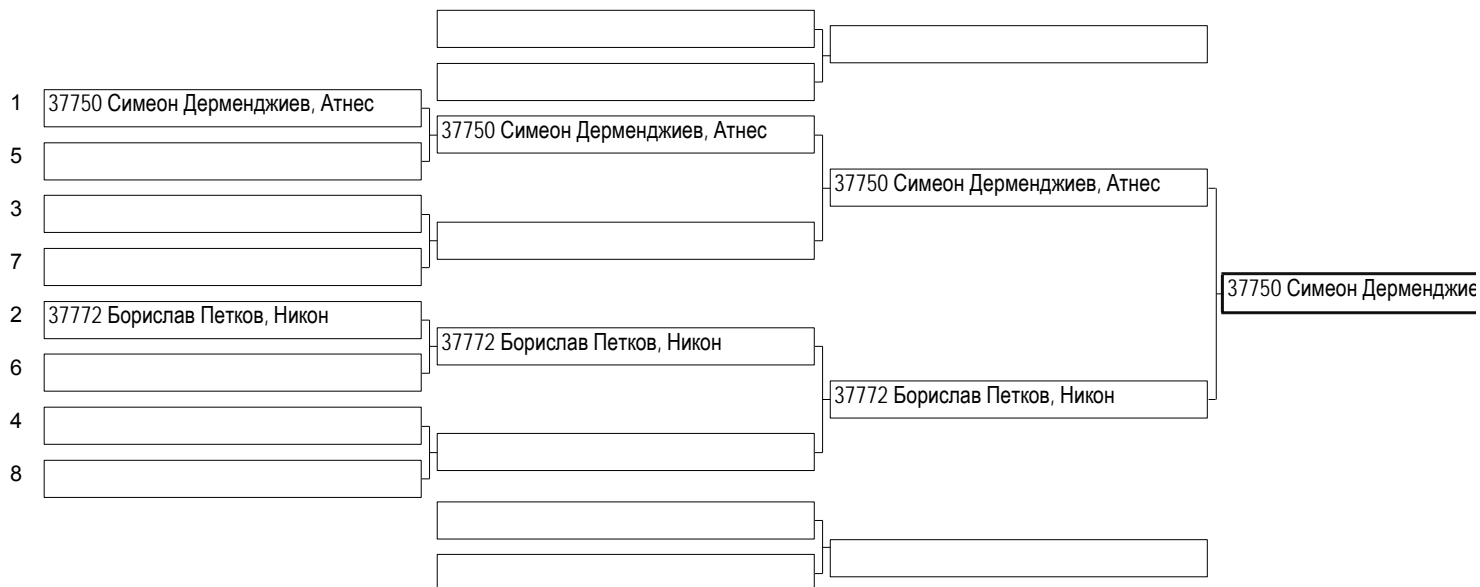 1 37750 Симеон Дерменджиев, Атнес
5
3
7
2 37772 Борислав Петков, Никон
6
4
8
37750 Симеон Дерменджиев, Атнес
37772 Борислав Петков, Никон
37750 Симеон Дерменджиев, Атнес
37772 Борислав Петков, Никон
37750 Симеон